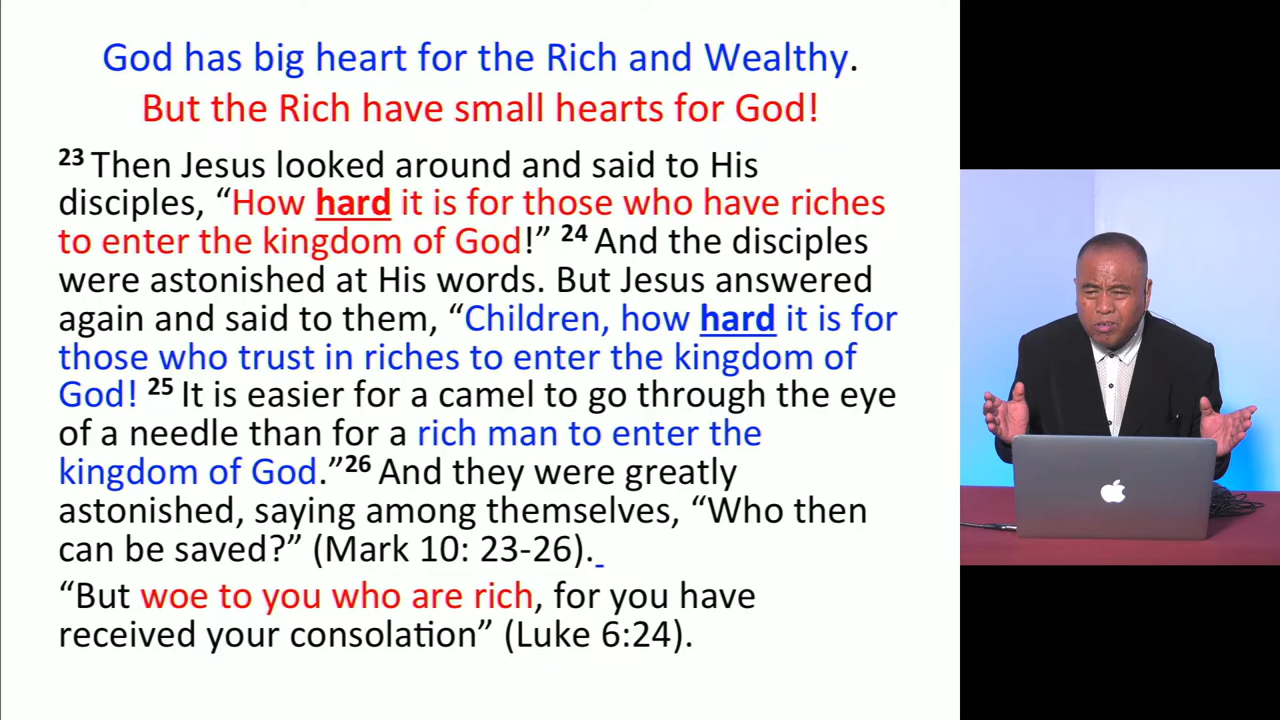 God has big heart for the Rich and Wealthy.
But the Rich have small hearts for God!
23 Then Jesus looked around and said to His
disciples, “How hard it is for those who have riches
to enter the kingdom of God!” 24 And the disciples
were astonished at His words. But Jesus answered
again and said to them, “Children, how hard it is for
those who trust in riches to enter the kingdom of
God! 25 It is easier for a camel to go through the eye
of a needle than for a rich man to enter the
kingdom of God.”26 And they were greatly
astonished, saying among themselves, “Who then
can be saved?” (Mark 10: 23-26).
“But woe to you who are rich, for you have
received your consolation” (Luke 6:24).